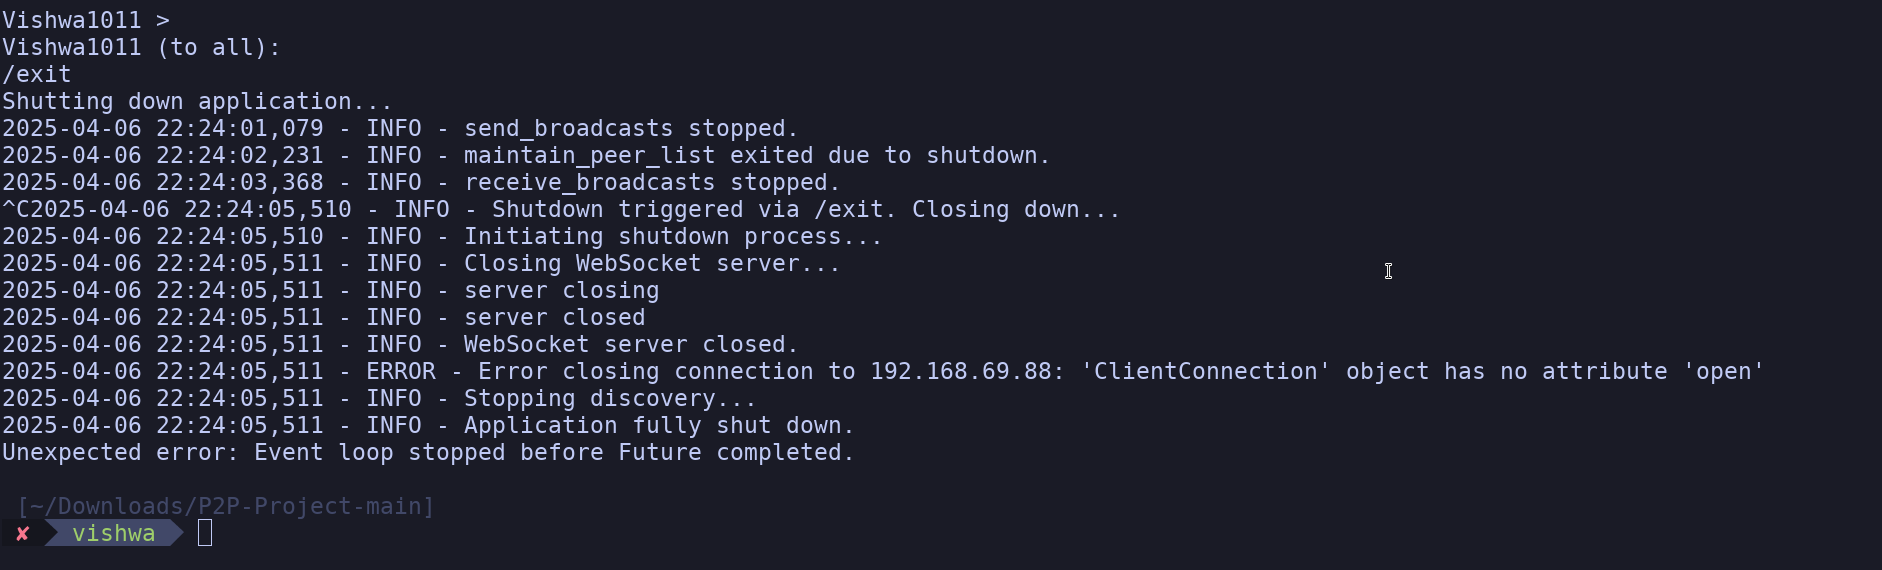 Vishwa1011 >
Vishwa1011 (to all):
/exit
Shutting down application...
2025-04-06 22:24:01,079 - INFO - send_broadcasts stopped.
2025-04-06 22:24:02,231 - INFO - maintain_peer_list exited due to shutdown.
2025-04-06 22:24:03,368 - INFO - receive_broadcasts stopped.
^C2025-04-06 22:24:05,510 - INFO - Shutdown triggered via /exit. Closing down...
2025-04-06 22:24:05,510 - INFO - Initiating shutdown process...
2025-04-06 22:24:05,511 - INFO - Closing WebSocket server...
2025-04-06 22:24:05,511 - INFO - server closing
2025-04-06 22:24:05,511 - INFO - server closed
2025-04-06 22:24:05,511 - INFO - WebSocket server closed.
2025-04-06 22:24:05,511 - ERROR - Error closing connection to 192.168.69.88: 'ClientConnection' object has no attribute 'open'
2025-04-06 22:24:05,511 - INFO - Stopping discovery...
2025-04-06 22:24:05,511 - INFO - Application fully shut down.
Unexpected error: Event loop stopped before Future completed.
[~/Downloads/P2P-Project-main]
✘ vishwa